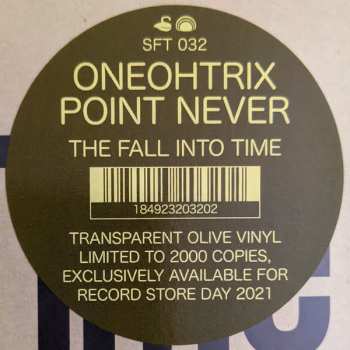 SFT 032
ONEOHTRIX
POINT NEVER
THE FALL INTO TIME
184923203202
TRANSPARENT OLIVE VINYL
LIMITED TO 2000 COPIES,
EXCLUSIVELY AVAILABLE FOR
RECORD STORE DAY 2021